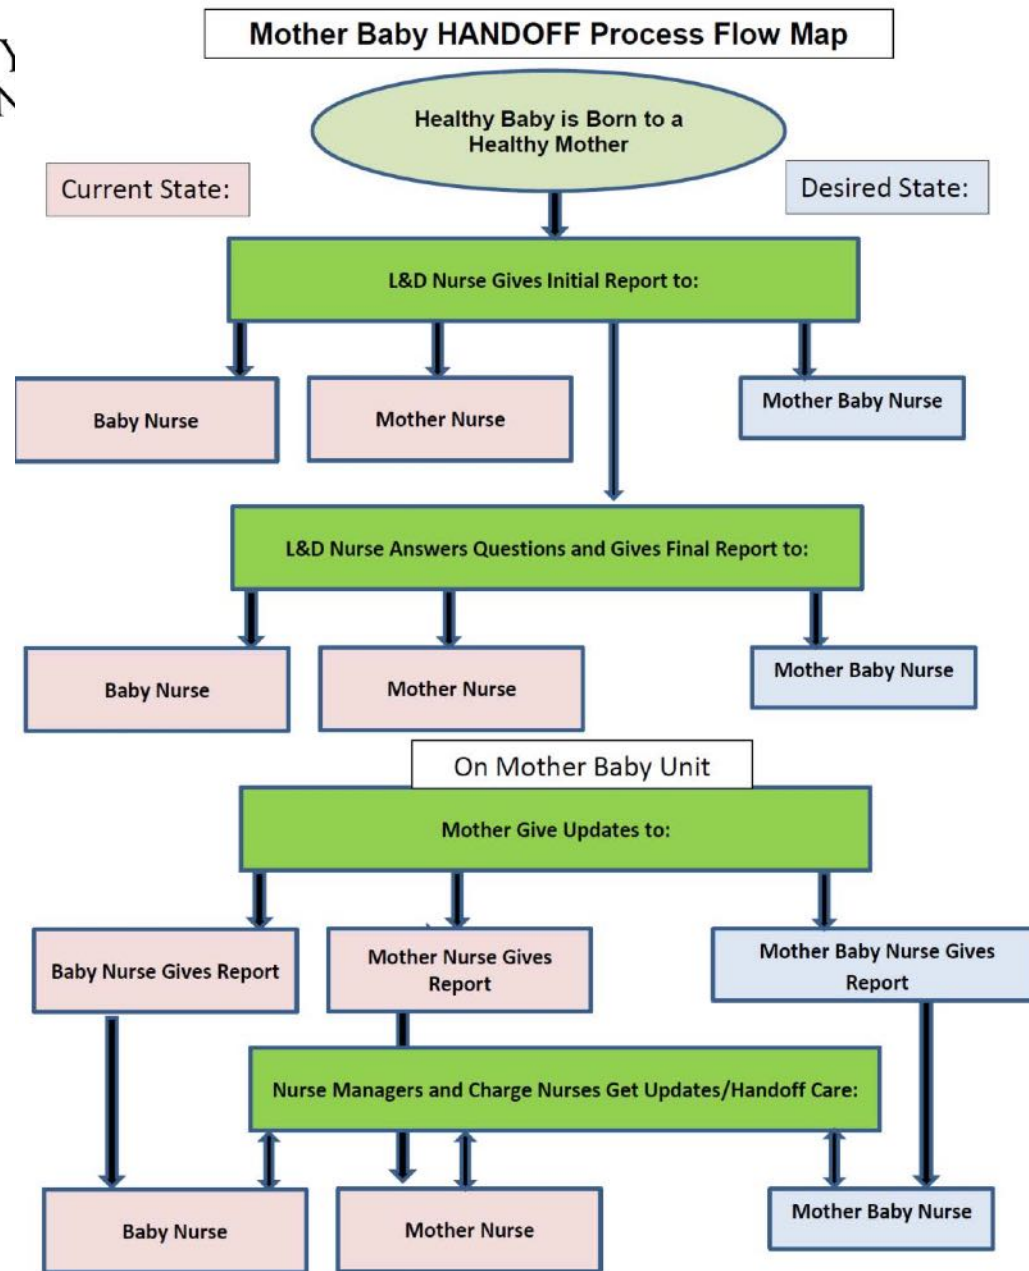 Mother Baby HANDOFF Process Flow Map
Y
N
Healthy Baby is Born to a
Healthy Mother
Current State:
Desired State:
L&D Nurse Gives Initial Report to:
Baby Nurse
Mother Nurse
Mother Baby Nurse
L&D Nurse Answers Questions and Gives Final Report to:
Baby Nurse
Mother Nurse
Mother Baby Nurse
On Mother Baby Unit
Mother Give Updates to:
Baby Nurse Gives Report
Mother Nurse Gives
Report
Mother Baby Nurse Gives
Report
Nurse Managers and Charge Nurses Get Updates/Handoff Care:
Baby Nurse
Mother Nurse
Mother Baby Nurse